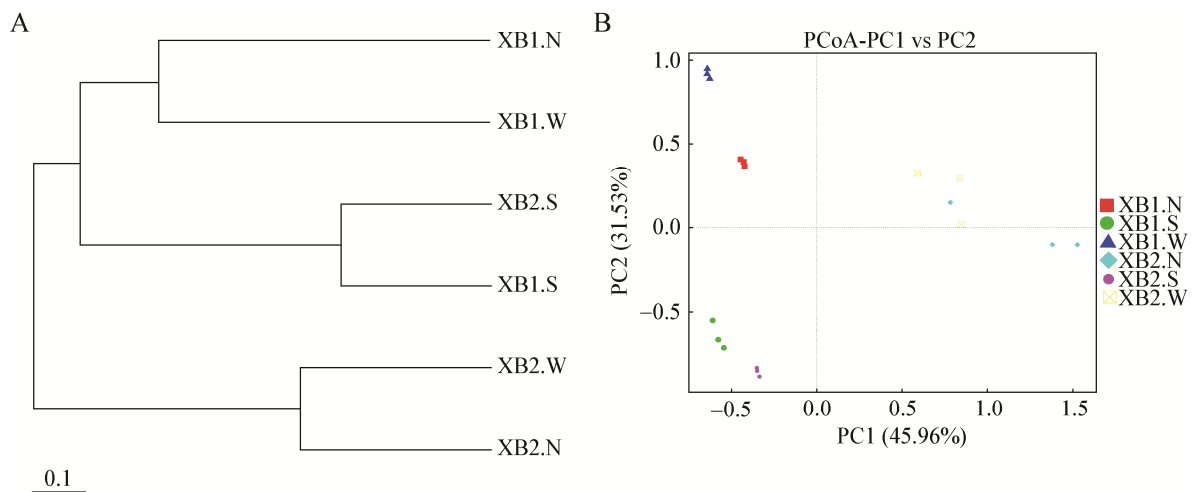 A
XB1.N
XB1.W
XB2.S
XB1.S
XB2.W
XB2.N
0.1
B
PCoA-PC1 vs PC2
1.0
0.5
0.0
−0.5
PC2 (31.53%)
−0.5
0.0
0.5
1.0
1.5
PC1 (45.96%)
XB1.N
XB1.S
XB1.W
XB2.N
XB2.S
XB2.W